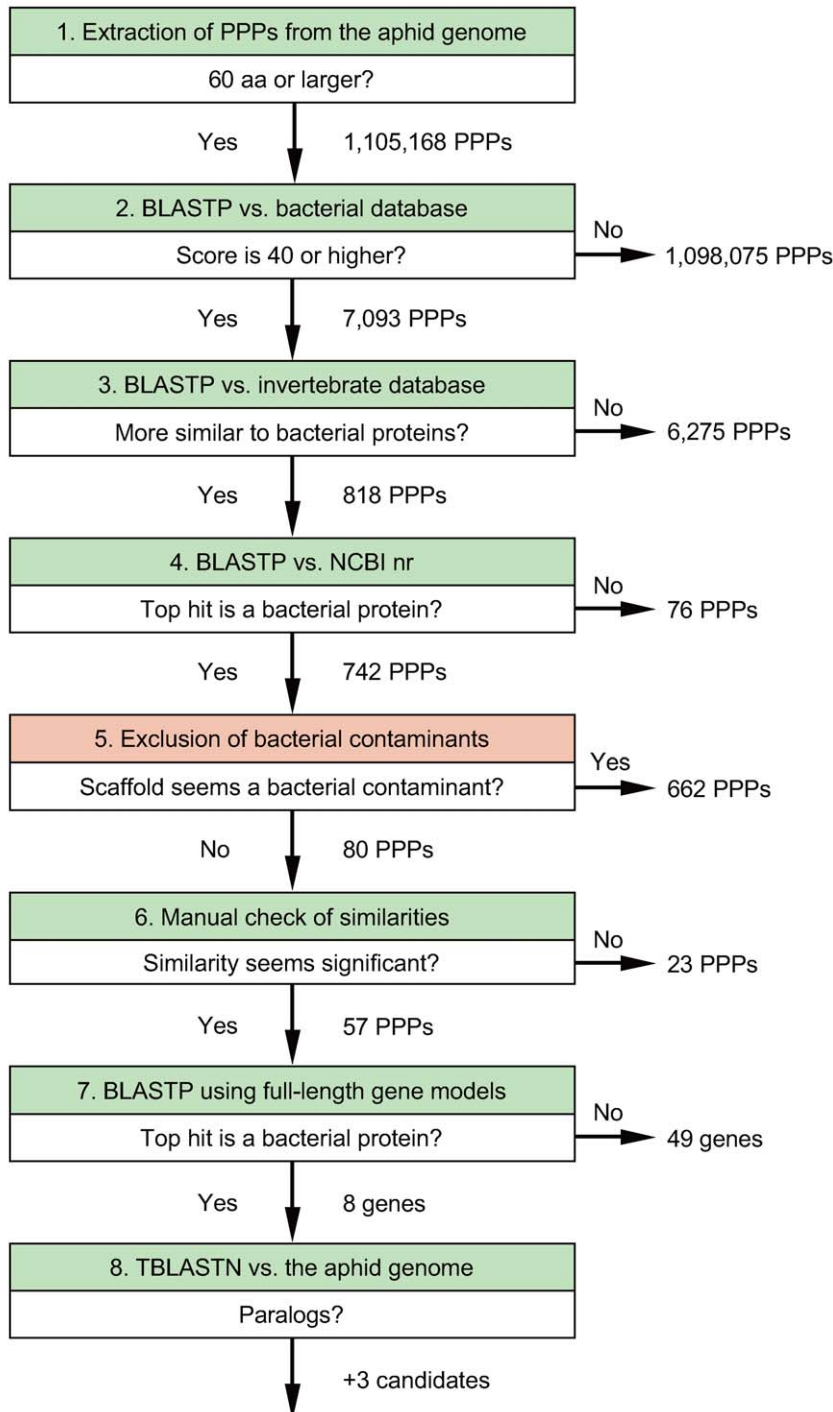 1. Extraction of PPPs from the aphid genome
60 aa or larger?
Yes
1,105,168 PPPs
2. BLASTP vs. bacterial database
Score is 40 or higher?
No
1,098,075 PPPs
Yes
7,093 PPPs
3. BLASTP vs. invertebrate database
More similar to bacterial proteins?
No
6,275 PPPs
Yes
818 PPPs
4. BLASTP vs. NCBI nr
Top hit is a bacterial protein?
No
76 PPPs
Yes
742 PPPs
5. Exclusion of bacterial contaminants
Scaffold seems a bacterial contaminant?
Yes
662 PPPs
No
80 PPPs
6. Manual check of similarities
Similarity seems significant?
No
23 PPPs
Yes
57 PPPs
7. BLASTP using full-length gene models
Top hit is a bacterial protein?
No
49 genes
Yes
8 genes
8. TBLASTN vs. the aphid genome
Paralogs?
+3 candidates